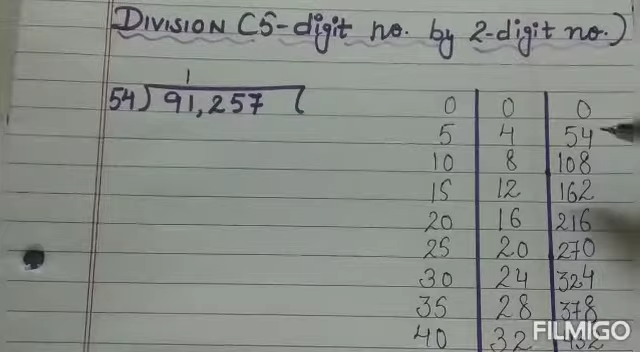 DIVISION (5-digit no. by 2-digit no.)
1
54) 91,257 (
0 0 0
5 4 54
10 8 108
15 12 162
20 16 216
25 20 270
30 24 324
35 28 378
40 32
FILMIGO